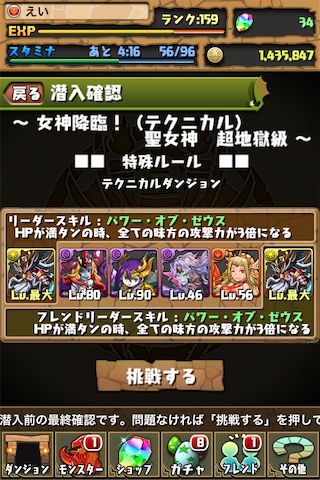 えい
ランク:159
34
EXP
スタミナ あと 4:16 56/96
1,435,847
戻る 潜入確認
～ 女神降臨！（テクニカル）
聖女神 超地獄級 ～
■■ 特殊ルール ■■
テクニカルダンジョン
リーダースキル：パワー・オブ・ゼウス
HPが満タンの時、全ての味方の攻撃力が3倍になる
Lv.最大 Lv.80 Lv.90 Lv.46 Lv.56 Lv.最大
フレンドリーダースキル：パワー・オブ・ゼウス
HPが満タンの時、全ての味方の攻撃力が3倍になる
挑戦する
潜入前の最終確認です。問題なければ「挑戦する」を押して
1 8 1
ダンジョン モンスター ショップ ガチャ フレンド その他